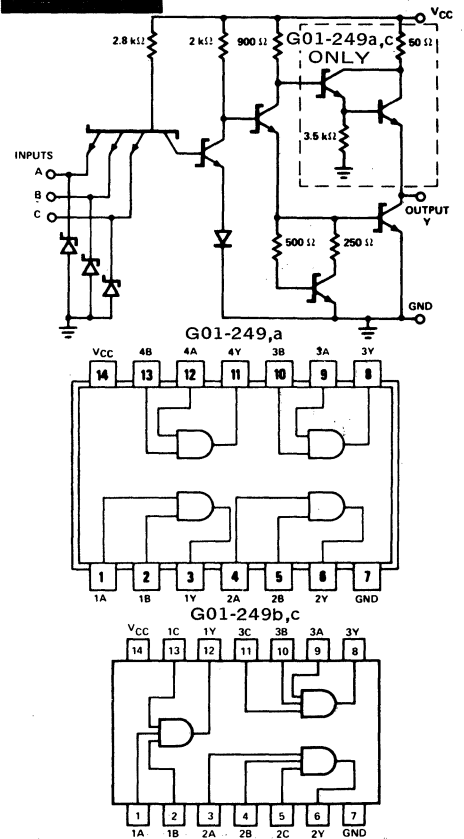 VCC
2.8 kΩ
2 kΩ
900 Ω
G01-249a,c
ONLY
50 Ω
3.5 kΩ
INPUTS
A
B
C
OUTPUT
Y
500 Ω
250 Ω
GND
G01-249,a
VCC 4B 4A 4Y 3B 3A 3Y
14 13 12 11 10 9 8
1 2 3 4 5 6 7
1A 1B 1Y 2A 2B 2Y GND
G01-249b,c
VCC 1C 1Y 3C 3B 3A 3Y
14 13 12 11 10 9 8
1 2 3 4 5 6 7
1A 1B 2A 2B 2C 2Y GND